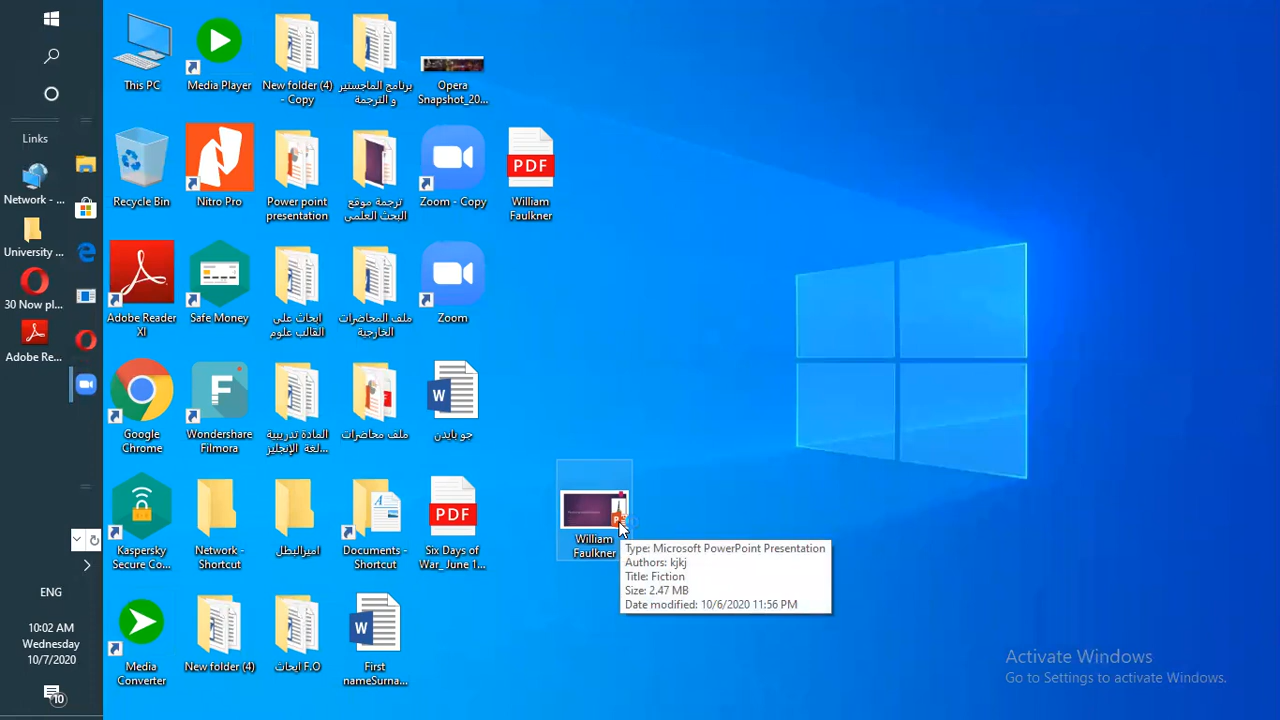 Links
Network - ...
University ...
30 Now pl...
Adobe Re...
ENG
10:02 AM
Wednesday
10/7/2020
10
This PC
Media Player
New folder (4)
- Copy
برنامج الماجستير
و الترجمة
Opera
Snapshot_20...
Recycle Bin
Nitro Pro
Power point
presentation
ترجمة موقع
البحث العلمي
Zoom - Copy
PDF
William
Faulkner
Adobe Reader
XI
Safe Money
ابحاث على
القالب علوم
ملف المحاضرات
الخارجية
Zoom
Google
Chrome
Wondershare
Filmora
المادة تدريبية
...لغة الإنجليز
ملف محاضرات
W
جو بايدن
Kaspersky
Secure Co...
Network -
Shortcut
اميرالبطل
Documents -
Shortcut
PDF
Six Days of
War_June 1...
William
Faulkner
Type: Microsoft PowerPoint Presentation
Authors: kjkj
Title: Fiction
Size: 2.47 MB
Date modified: 10/6/2020 11:56 PM
Media
Converter
New folder (4)
ابحاث F.O
W
First
nameSurna...
Activate Windows
Go to Settings to activate Windows.